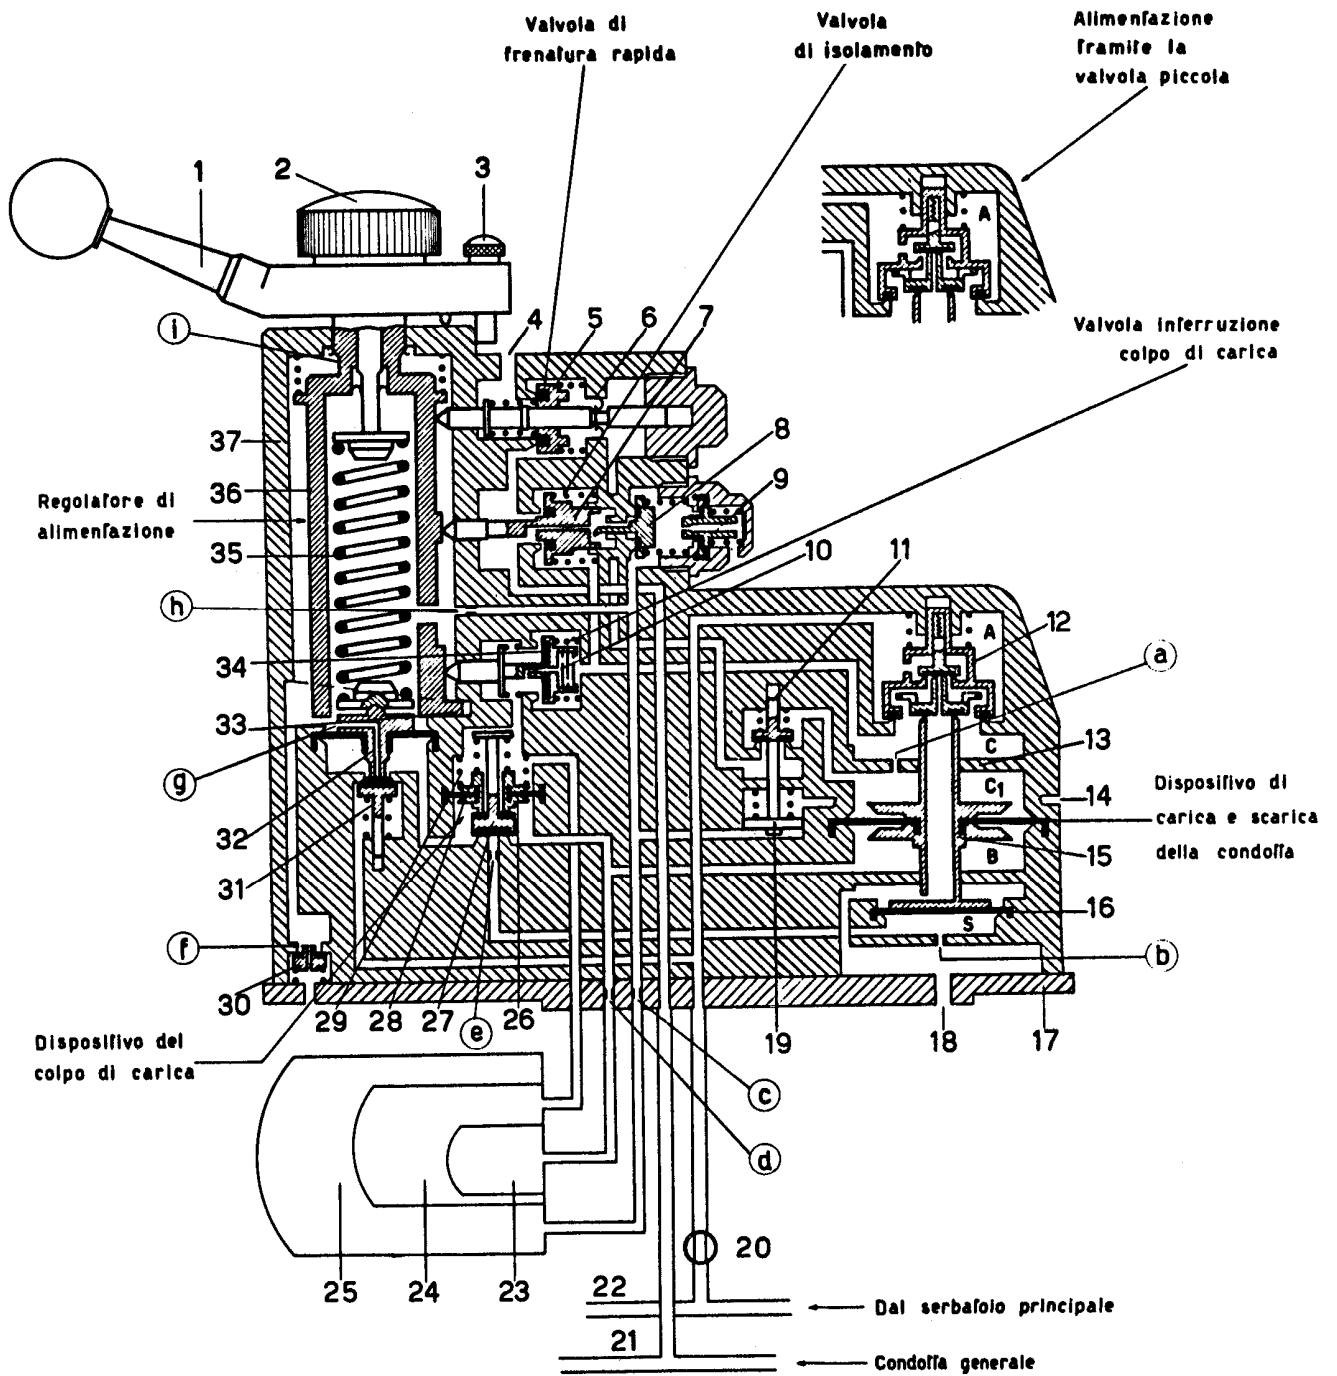 Valvola di
frenatura rapida
Valvola
di isolamento
Alimentazione
tramite la
valvola piccola
1
2
3
A
Valvola interruzione
colpo di carica
i
4
5
6
7
8
9
10
11
37
36
Regolatore di
alimentazione
35
h
34
A
12
a
33
g
C
13
C1
14
Dispositivo di
carica e scarica
della condotta
32
31
B
15
16
S
f
b
30
29
28
27
e
26
19
18
17
Dispositivo del
colpo di carica
c
d
25
24
23
20
22
Dal serbatoio principale
21
Condotta generale